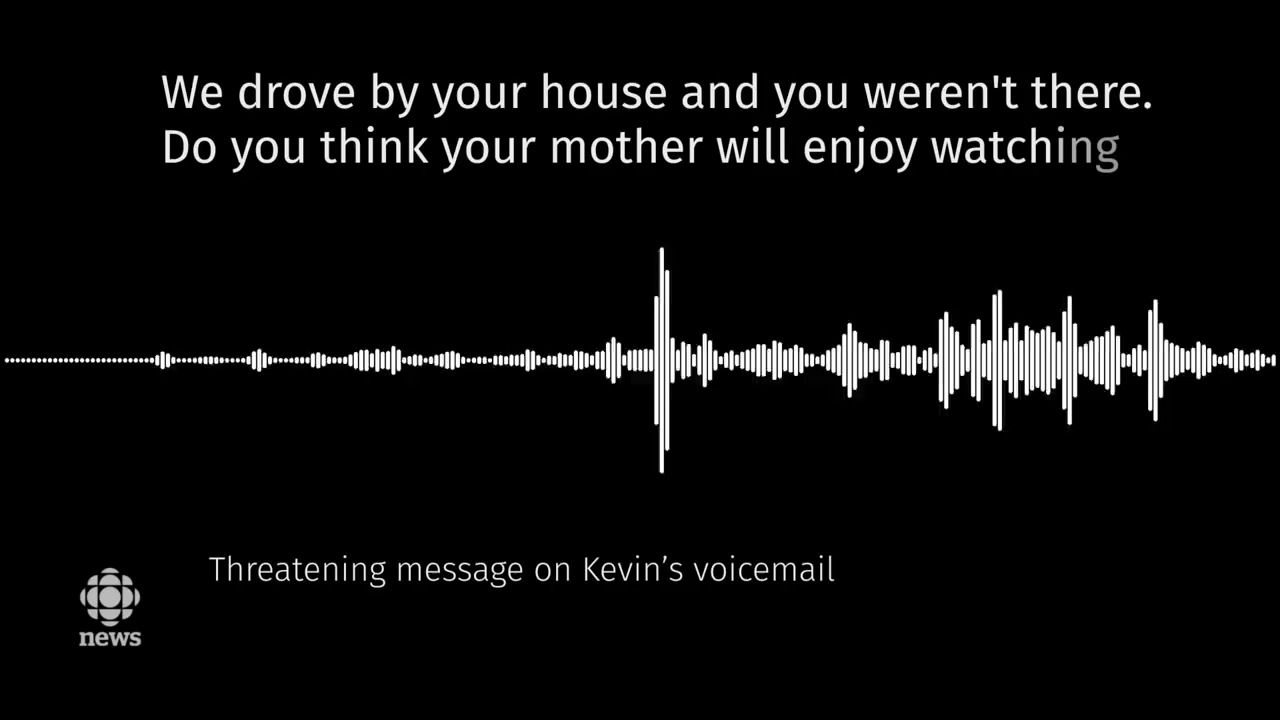 We drove by your house and you weren't there.
Do you think your mother will enjoy watching
Threatening message on Kevin’s voicemail
news